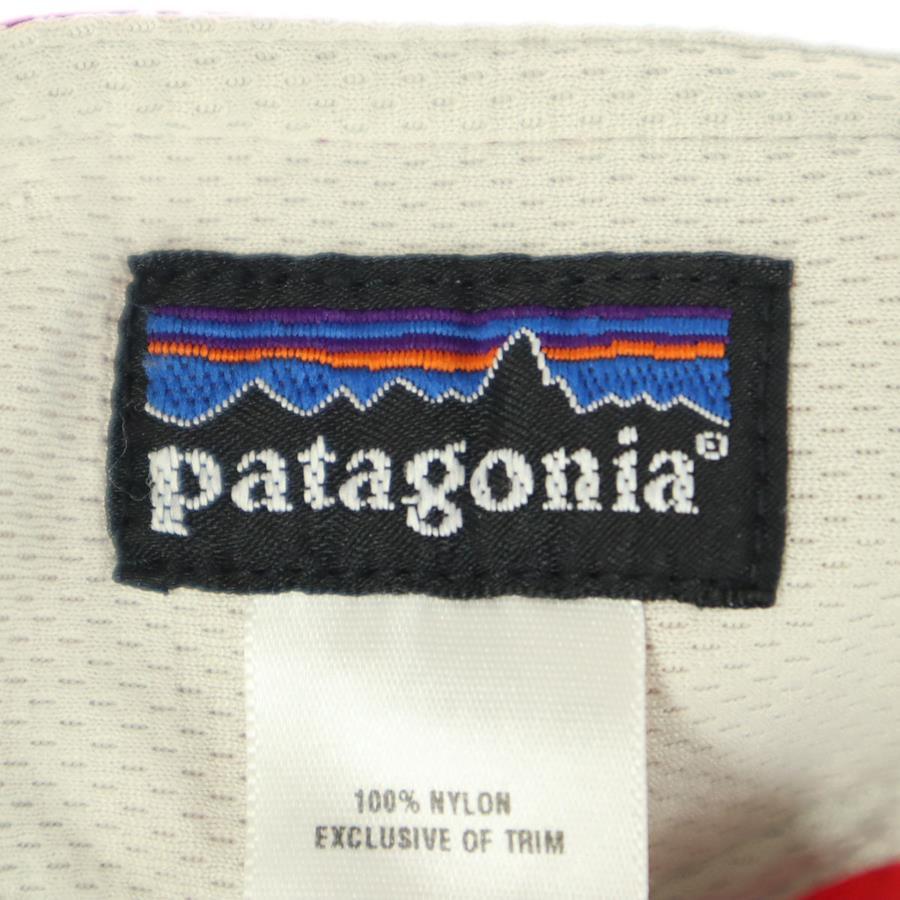 patagonia®
100% NYLON
EXCLUSIVE OF TRIM